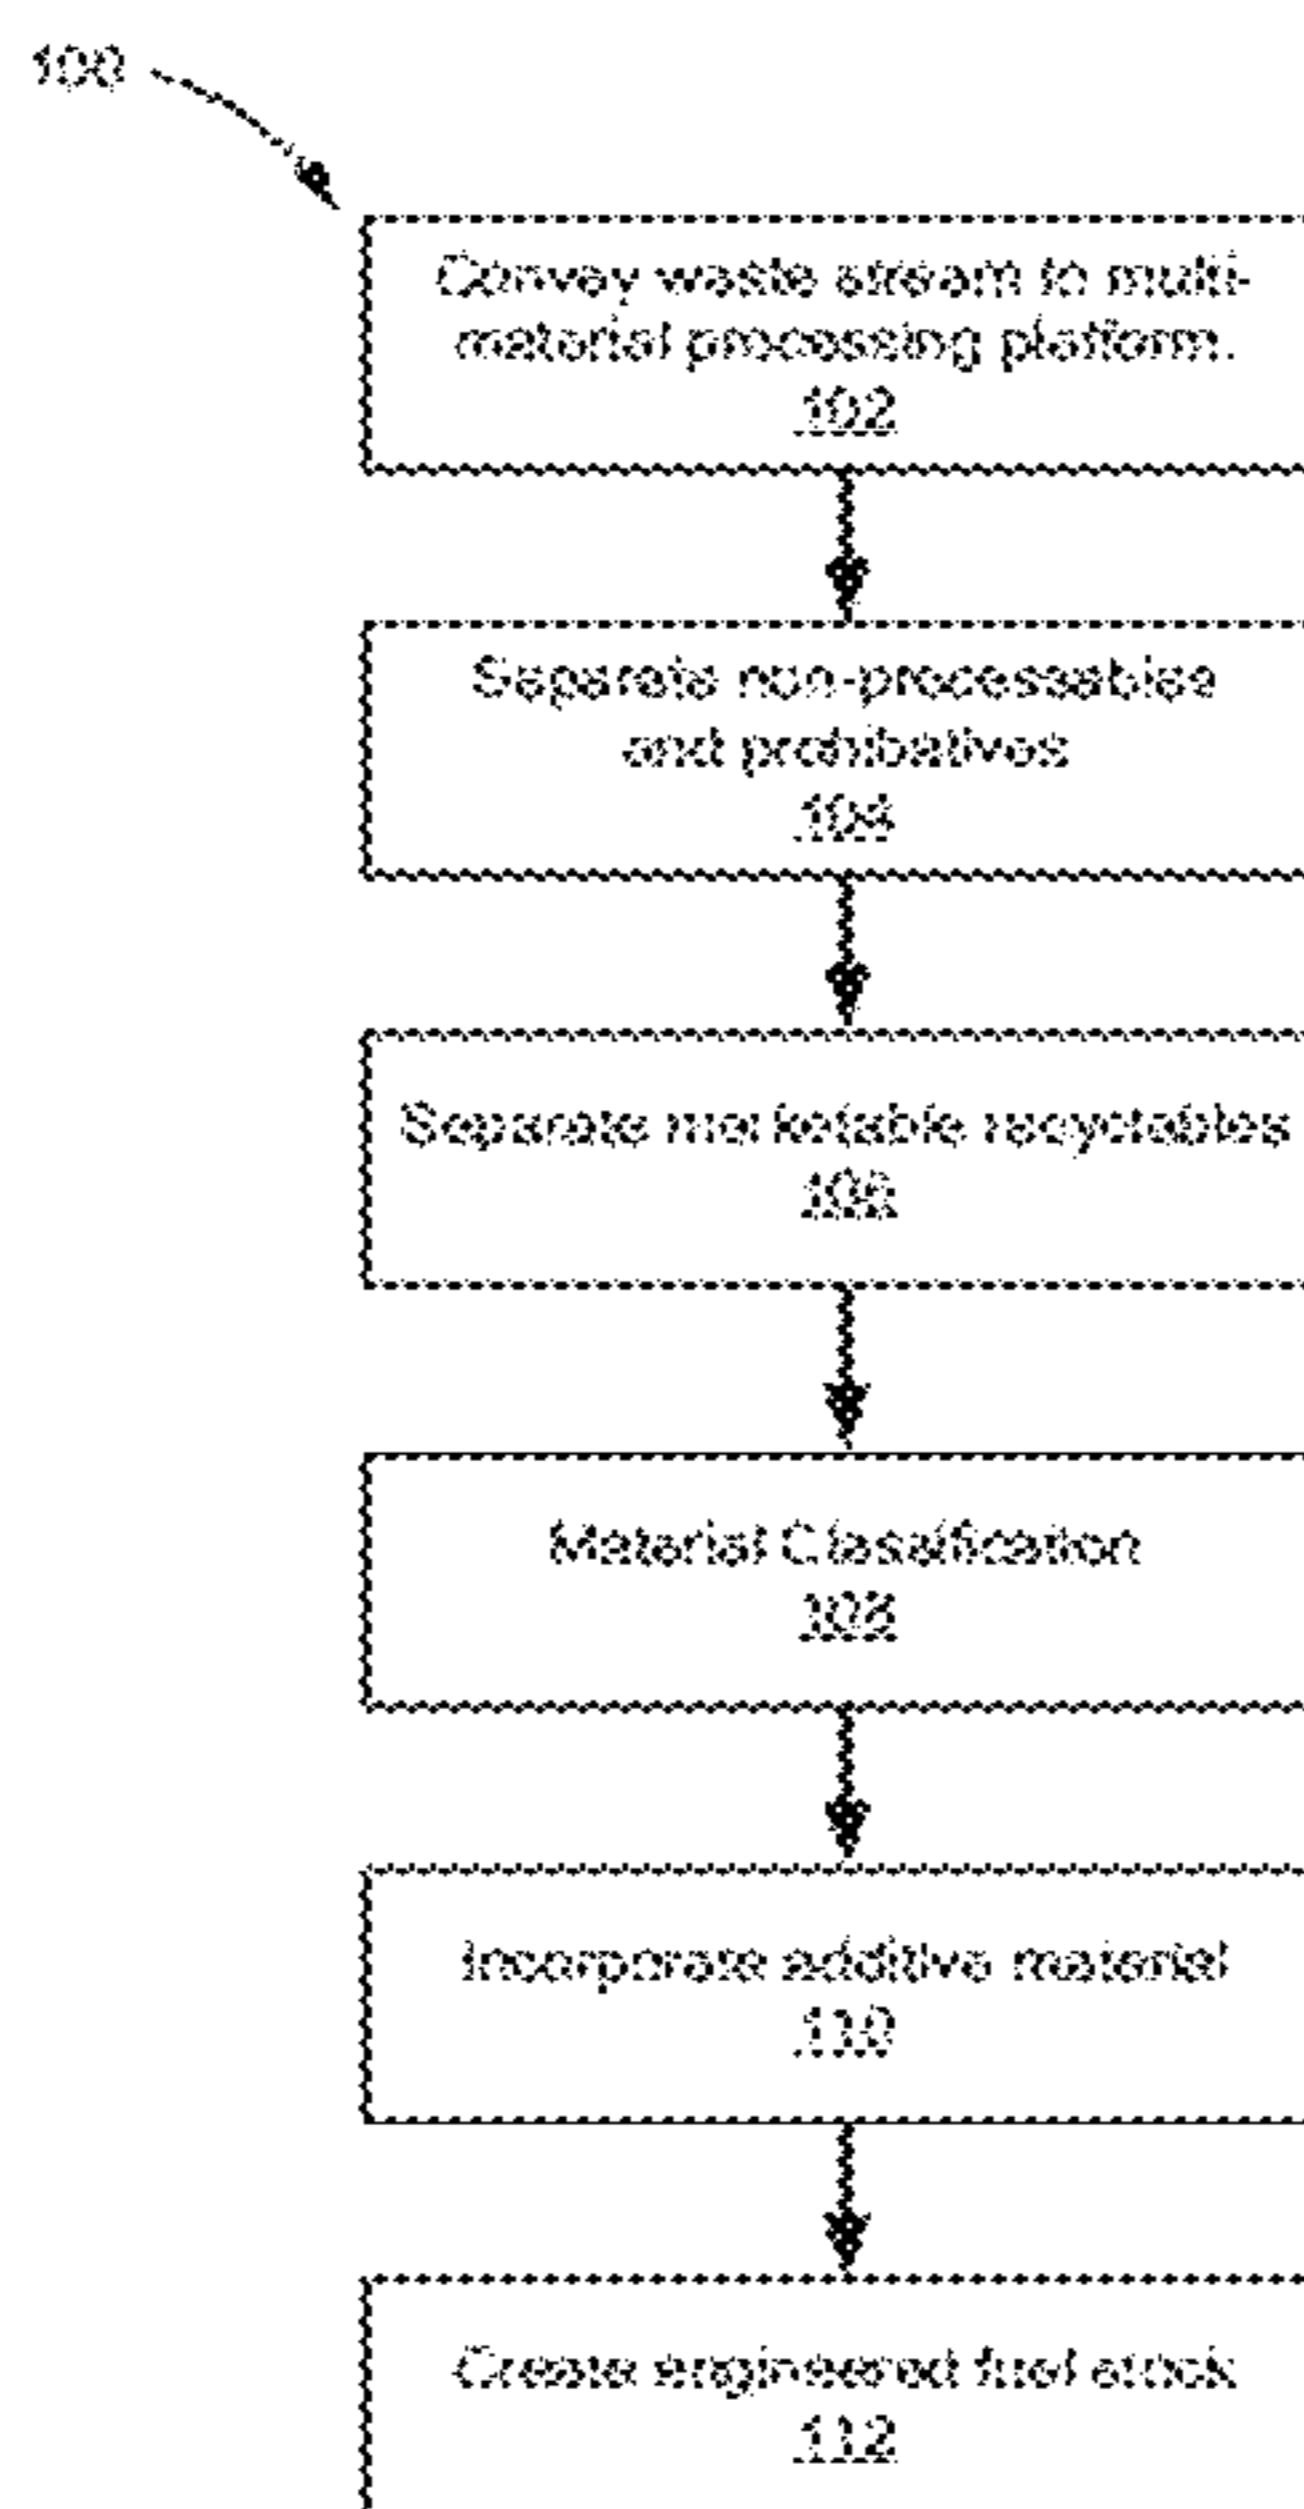 100
Convey waste stream to multi-
material processing platform.
102
Separate non-processables
and prohibatives
104
Separate marketable recyclables
106
Material Classification
108
Incorporate additive material
110
Create engineered fuel stock
112